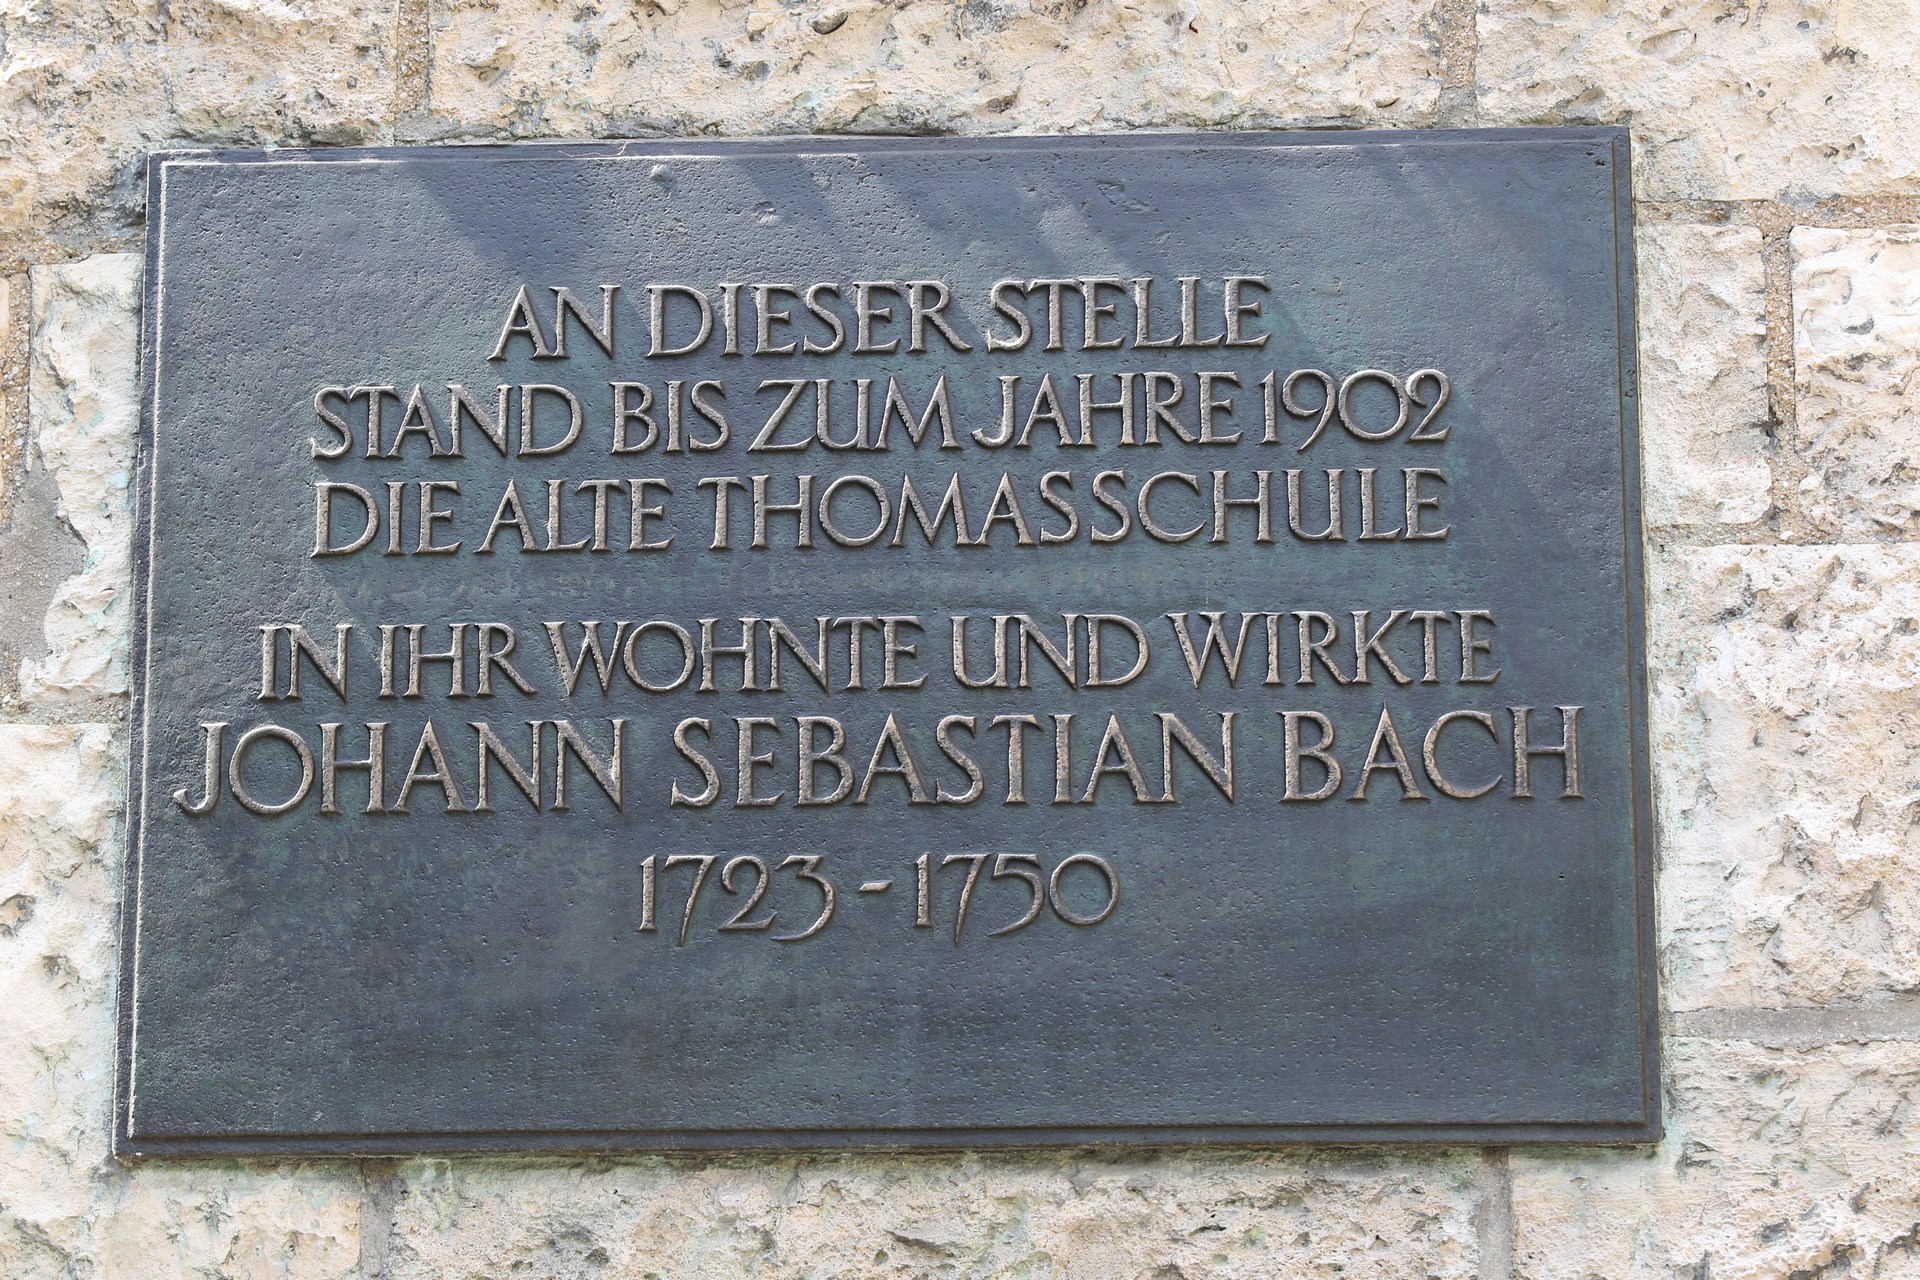 AN DIESER STELLE
STAND BIS ZUM JAHRE 1902
DIE ALTE THOMASSCHULE
IN IHR WOHNTE UND WIRKTE
JOHANN SEBASTIAN BACH
1723 - 1750